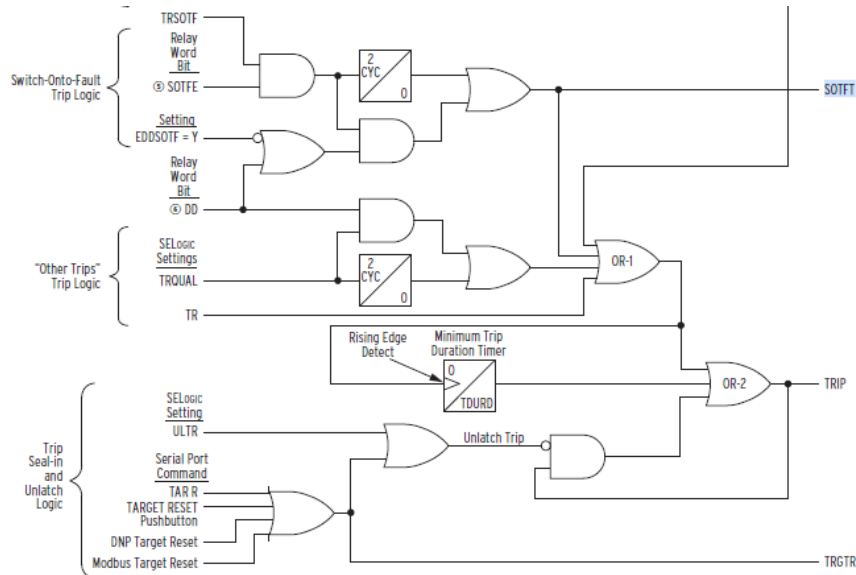 TRSOTF
Relay
Word
Bit
Switch-Onto-Fault
Trip Logic
⑤ SOTFE
2
CYC
0
SOTFT
Setting
EDDSOTF = Y
Relay
Word
Bit
⑥ DD
"Other Trips"
Trip Logic
SELOGIC
Settings
TRQUAL
2
CYC
0
OR-1
TR
Rising Edge
Detect
Minimum Trip
Duration Timer
0
TDURD
OR-2
TRIP
Trip
Seal-in
and
Unlatch
Logic
SELOGIC
Setting
ULTR
Unlatch Trip
Serial Port
Command
TAR R
TARGET RESET
Pushbutton
DNP Target Reset
Modbus Target Reset
TRGTR